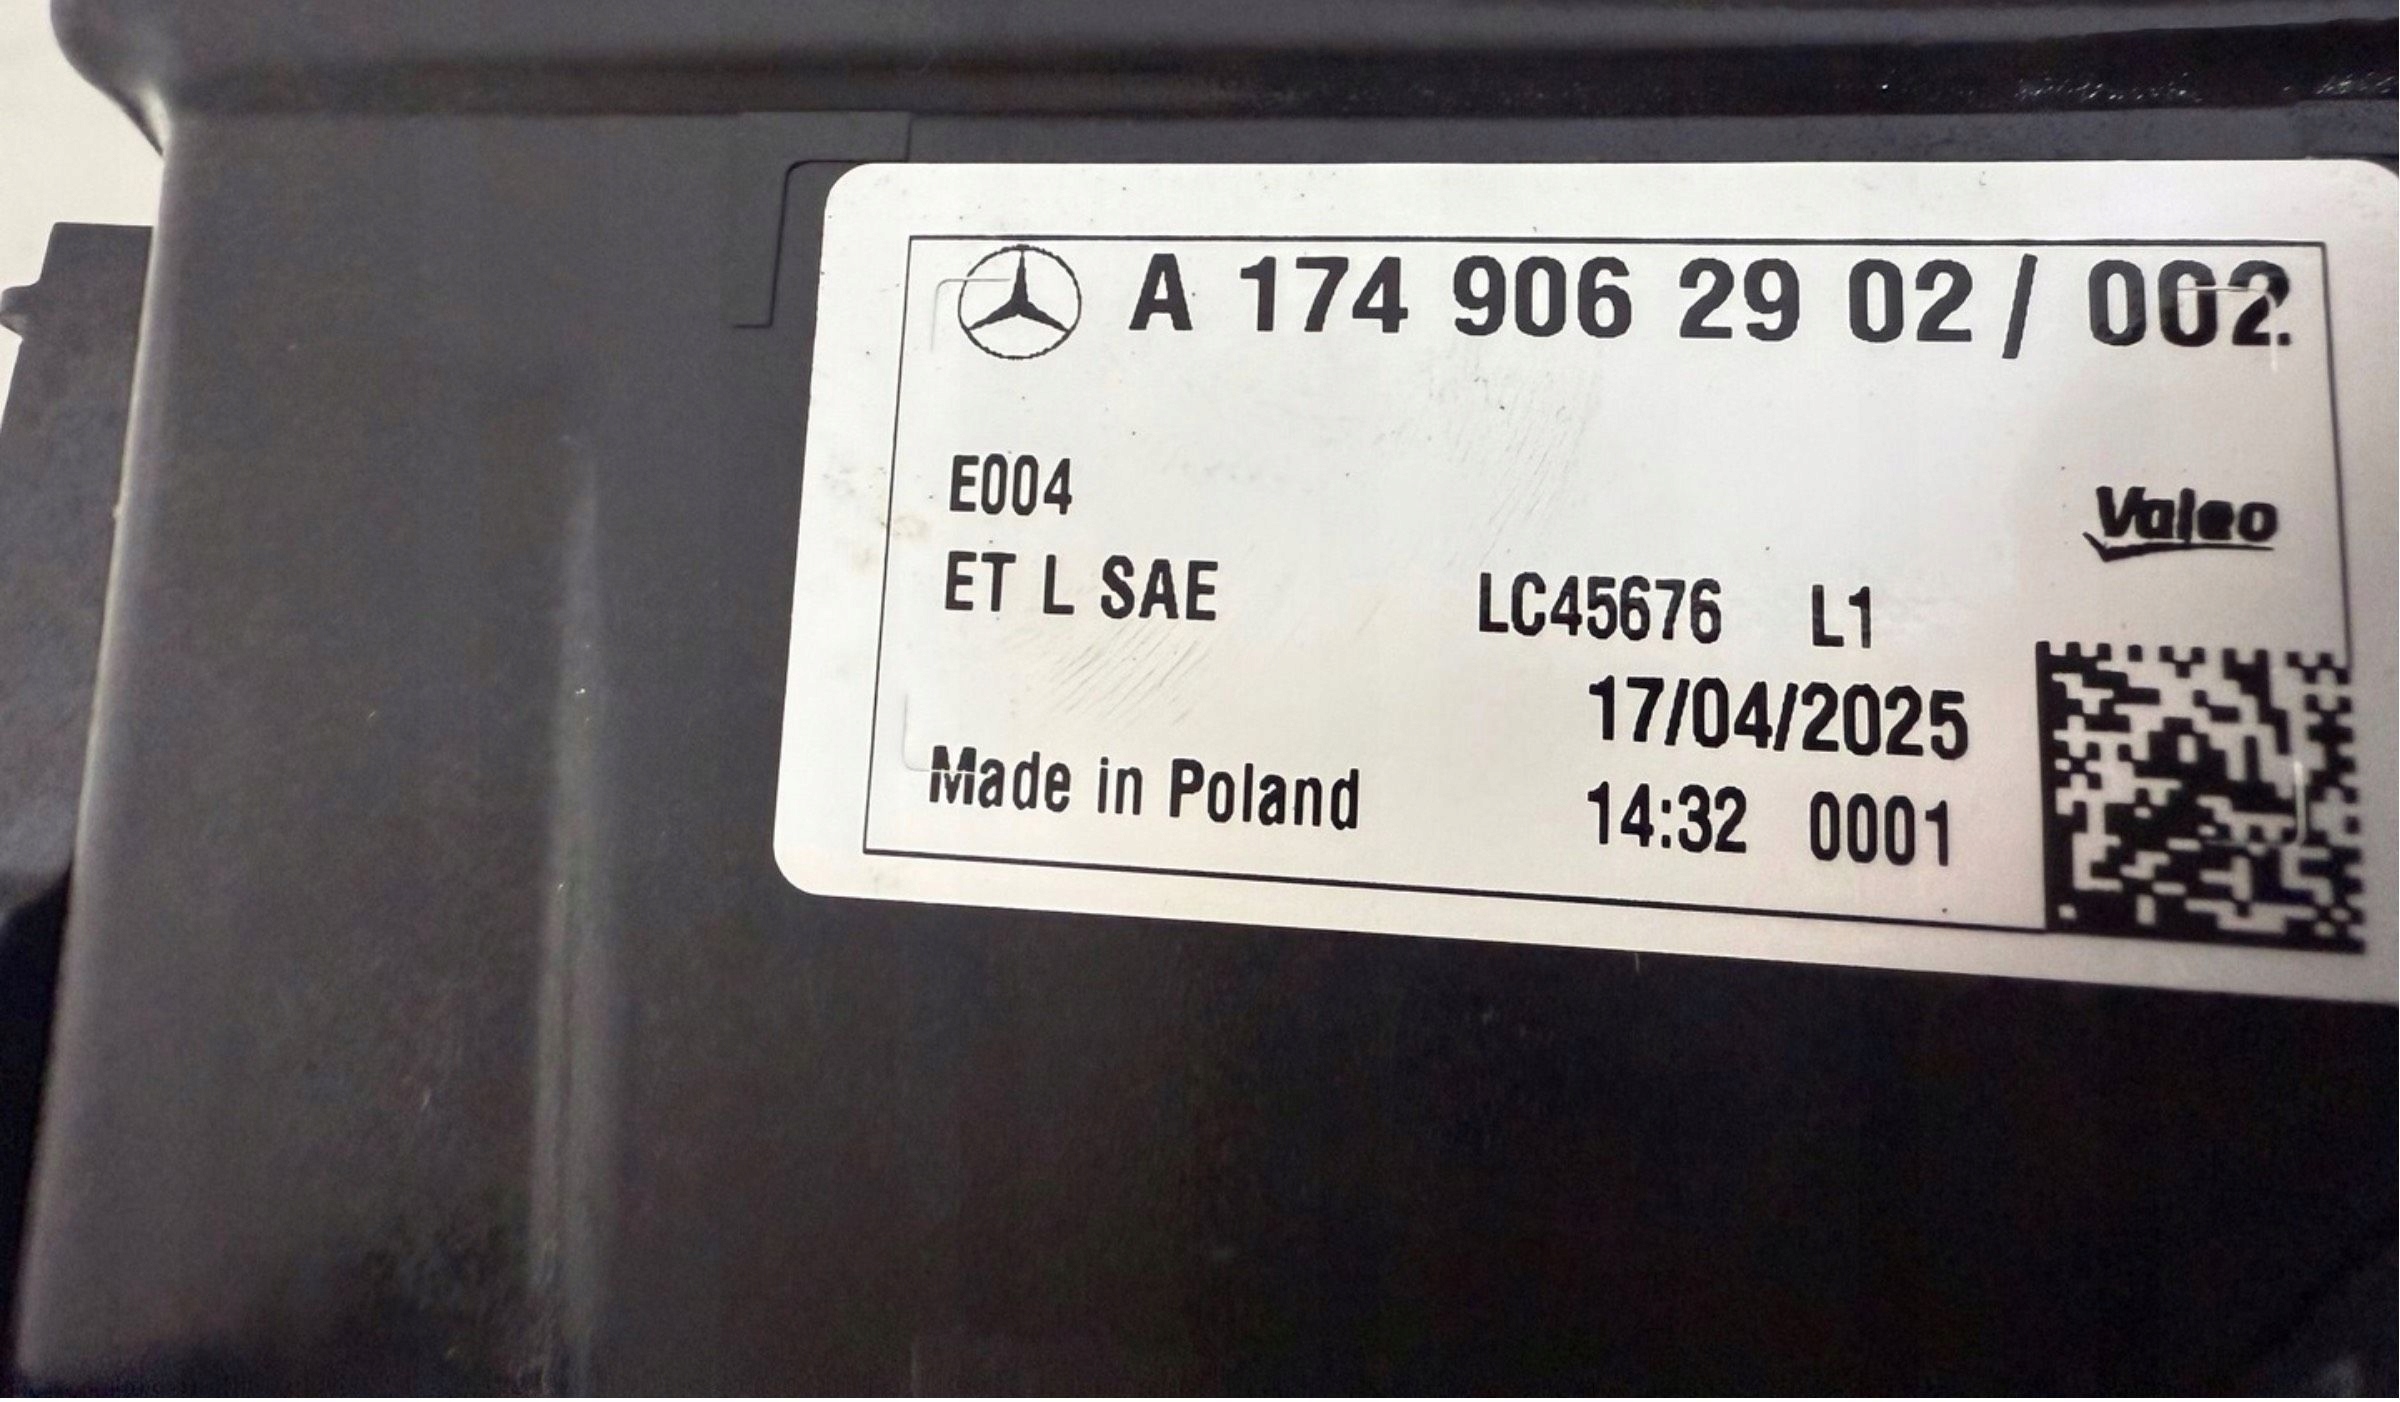 A 174 906 29 02 / 002.
E004
Valeo
ET L SAE LC45676 L1
17/04/2025
Made in Poland
14:32 0001